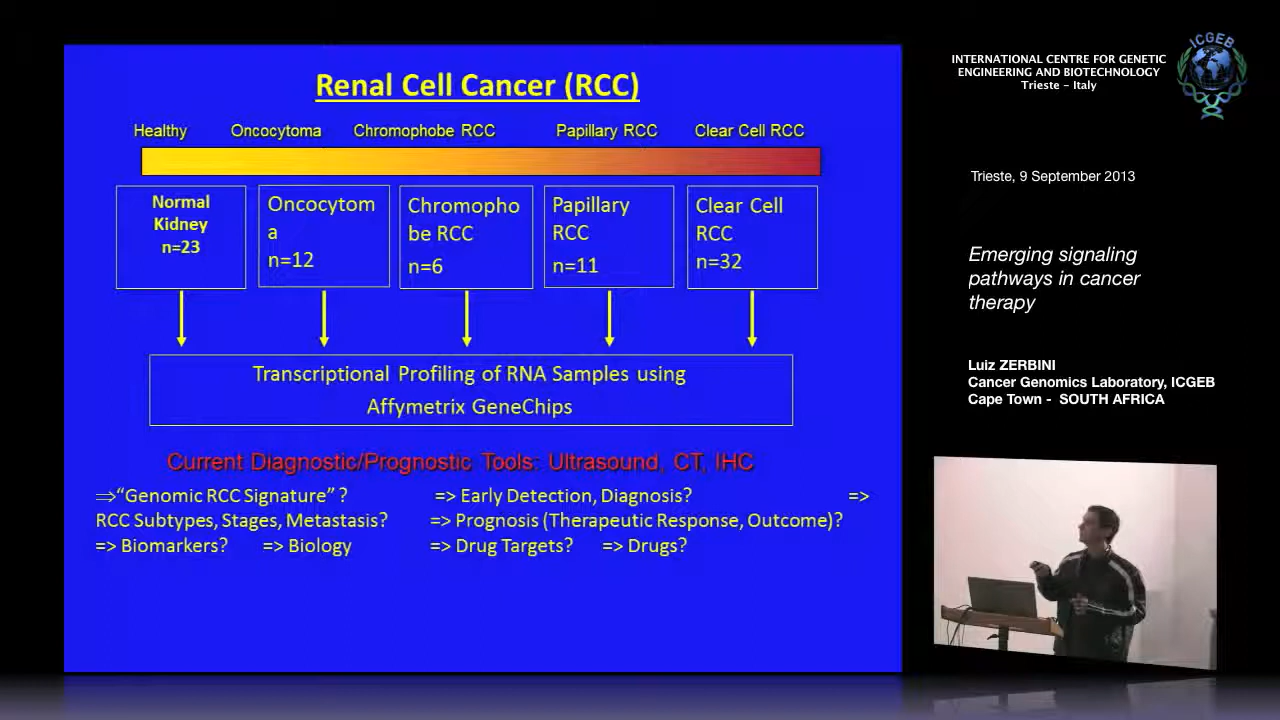 Renal Cell Cancer (RCC)
Healthy Oncocytoma Chromophobe RCC Papillary RCC Clear Cell RCC
Normal
Kidney
n=23
Oncocytom
a
n=12
Chromopho
be RCC
n=6
Papillary
RCC
n=11
Clear Cell
RCC
n=32
Transcriptional Profiling of RNA Samples using
Affymetrix GeneChips
Current Diagnostic/Prognostic Tools: Ultrasound, CT, IHC
⇒“Genomic RCC Signature” ? => Early Detection, Diagnosis? =>
RCC Subtypes, Stages, Metastasis? => Prognosis (Therapeutic Response, Outcome)?
=> Biomarkers? => Biology => Drug Targets? => Drugs?
INTERNATIONAL CENTRE FOR GENETIC
ENGINEERING AND BIOTECHNOLOGY
Trieste - Italy
ICGEB
Trieste, 9 September 2013
Emerging signaling
pathways in cancer
therapy
Luiz ZERBINI
Cancer Genomics Laboratory, ICGEB
Cape Town - SOUTH AFRICA